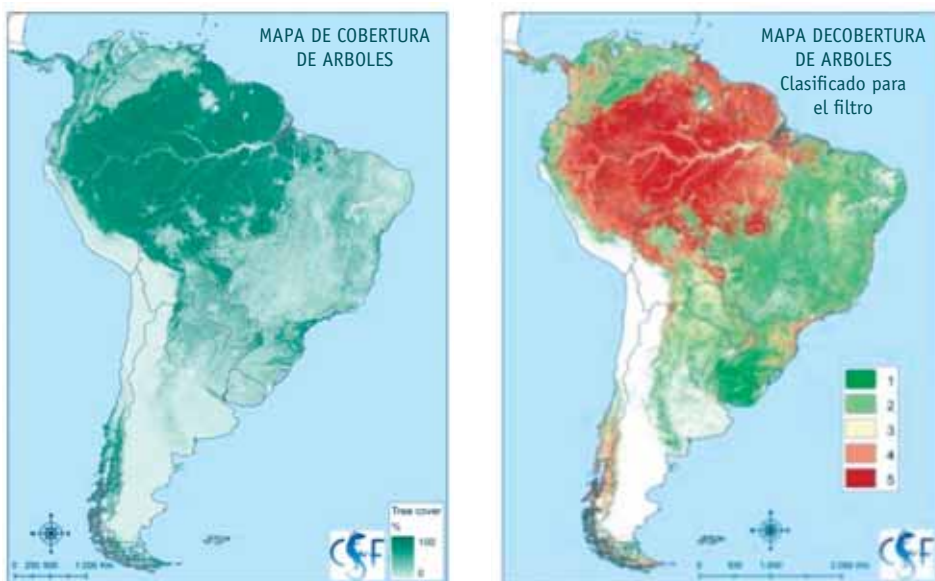 MAPA DE COBERTURA
DE ARBOLES
Tree cover
%
100
0
CSF
MAPA DECOBERTURA
DE ARBOLES
Clasificado para
el filtro
1
2
3
4
5
CSF